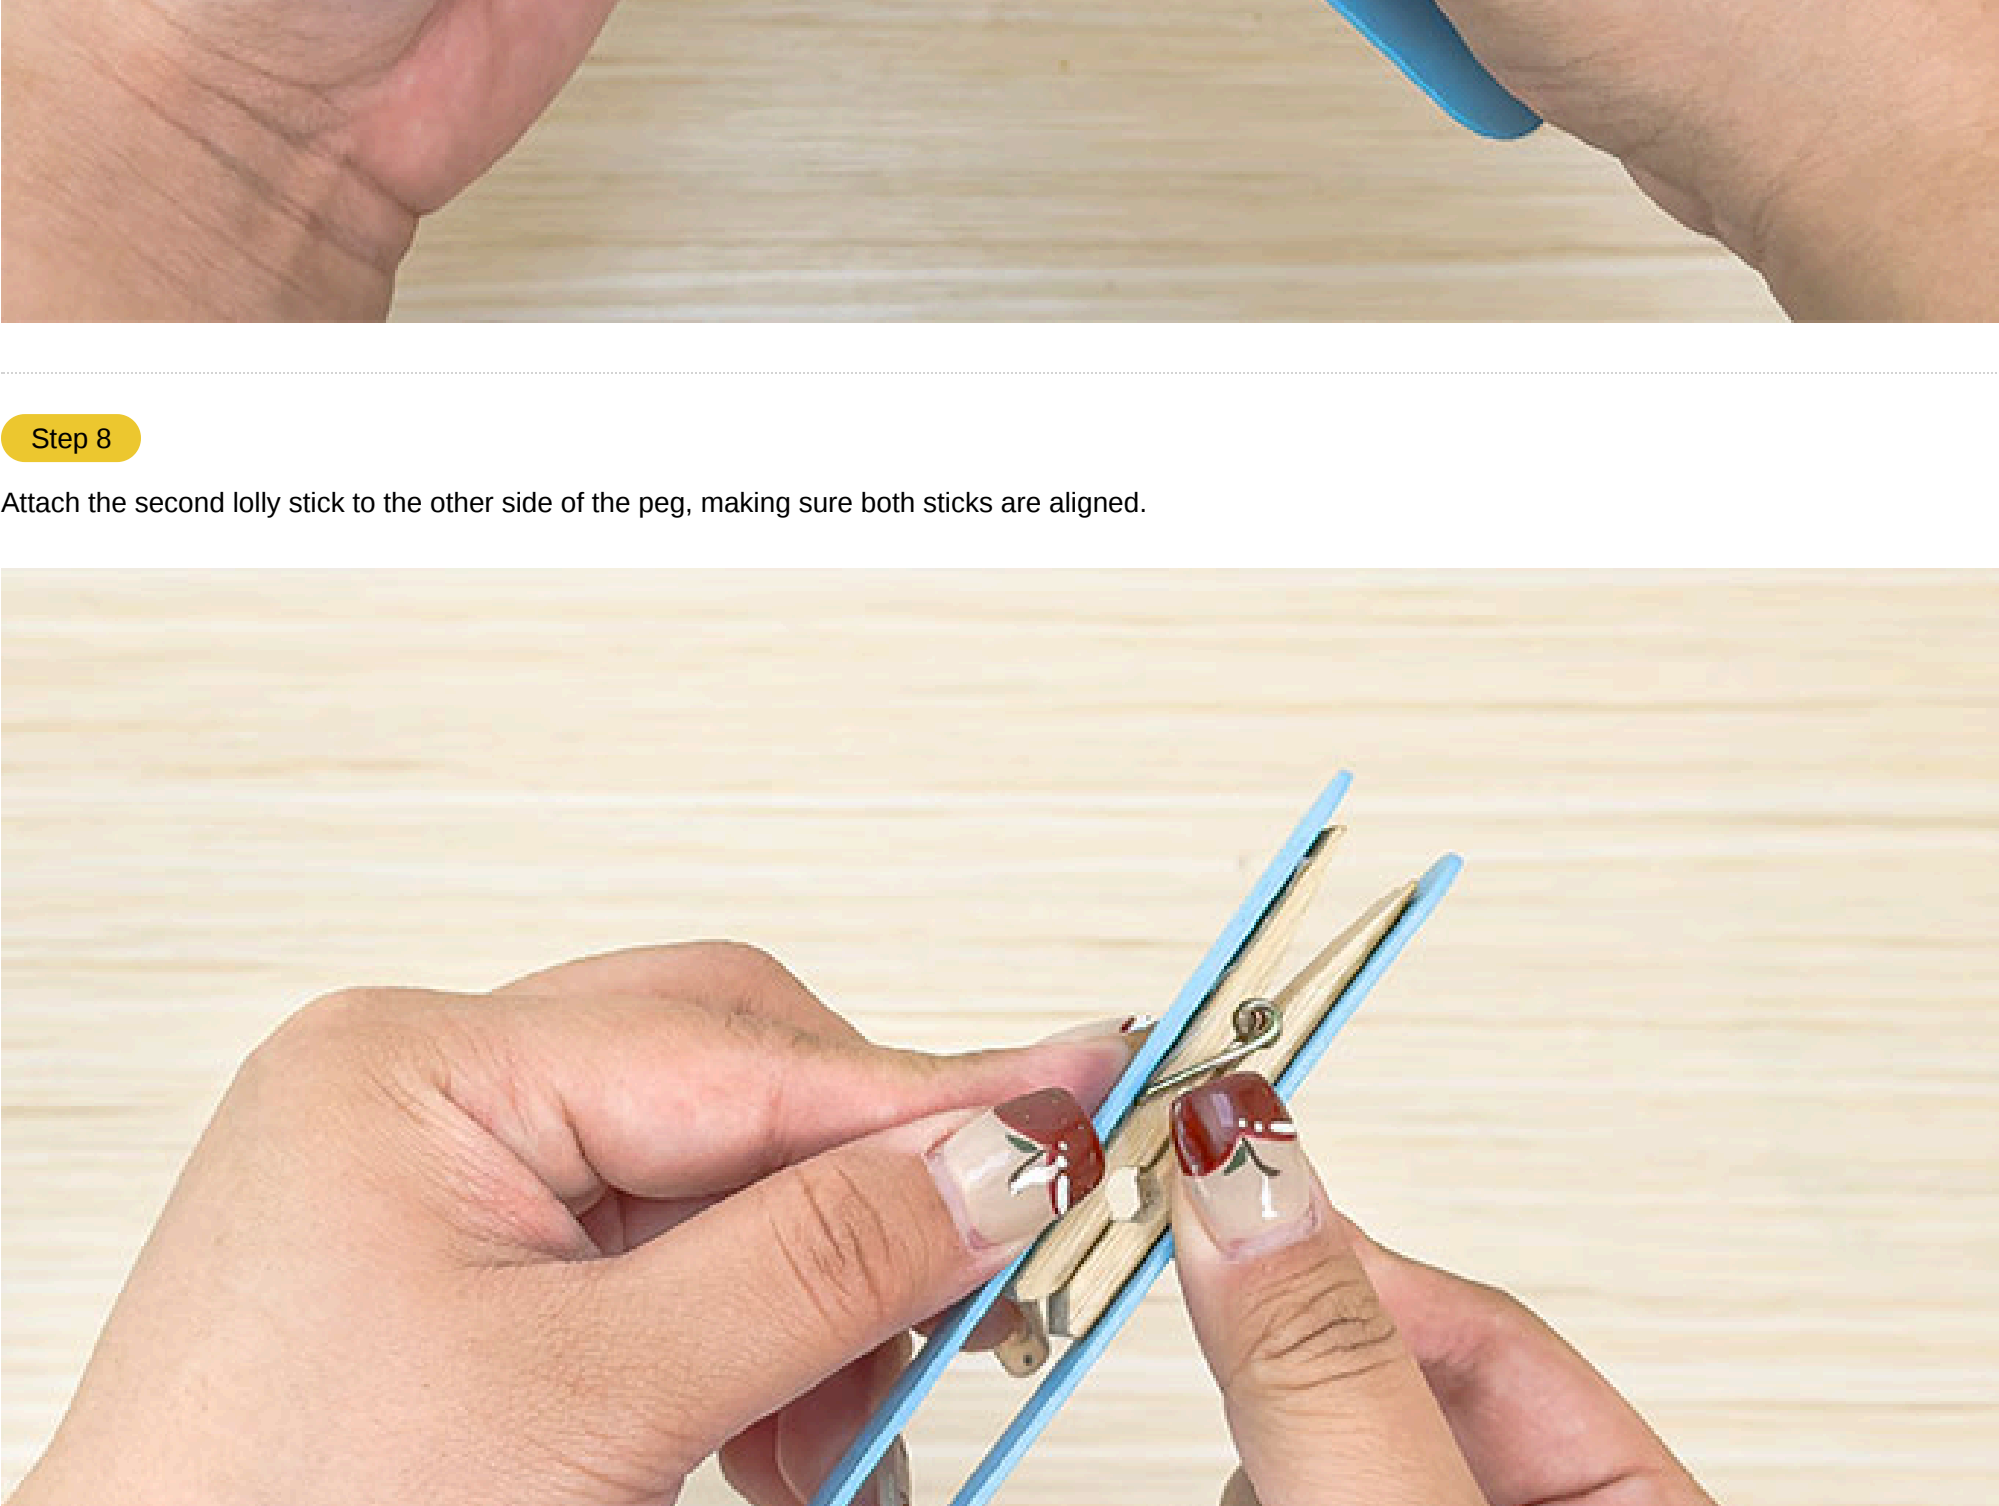 Step 8
Attach the second lolly stick to the other side of the peg, making sure both sticks are aligned.